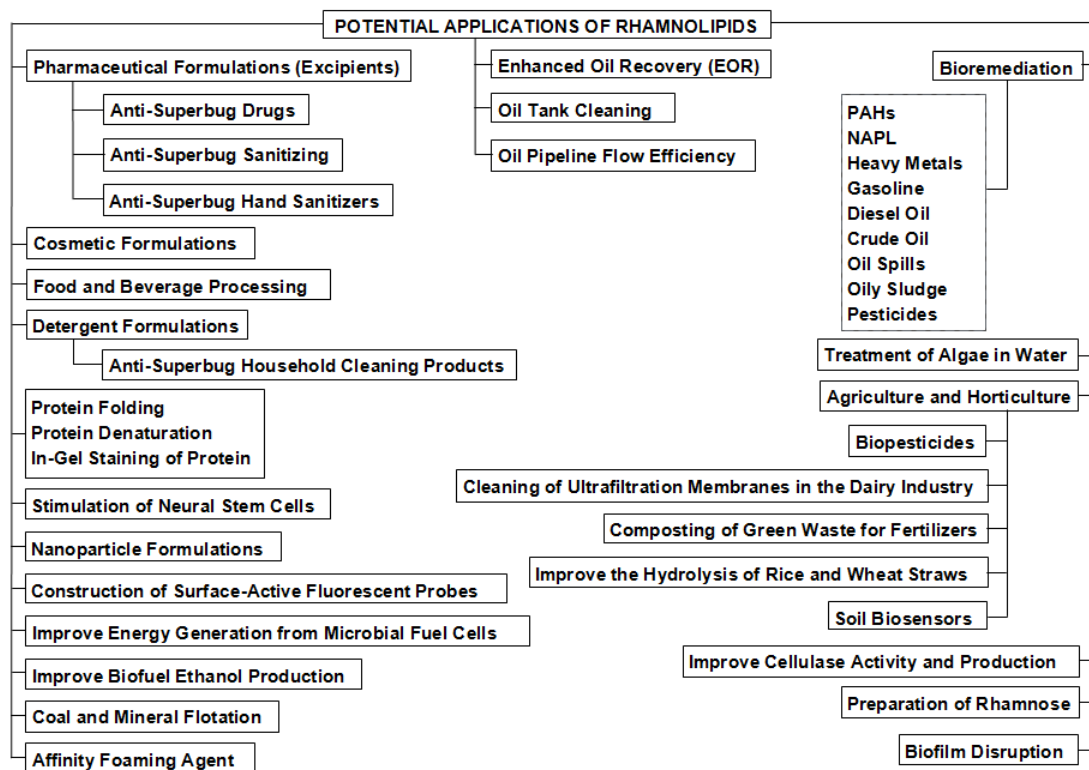 POTENTIAL APPLICATIONS OF RHAMNOLIPIDS
Pharmaceutical Formulations (Excipients)
Anti-Superbug Drugs
Anti-Superbug Sanitizing
Anti-Superbug Hand Sanitizers
Cosmetic Formulations
Food and Beverage Processing
Detergent Formulations
Anti-Superbug Household Cleaning Products
Protein Folding
Protein Denaturation
In-Gel Staining of Protein
Stimulation of Neural Stem Cells
Nanoparticle Formulations
Construction of Surface-Active Fluorescent Probes
Improve Energy Generation from Microbial Fuel Cells
Improve Biofuel Ethanol Production
Coal and Mineral Flotation
Affinity Foaming Agent
Enhanced Oil Recovery (EOR)
Oil Tank Cleaning
Oil Pipeline Flow Efficiency
Bioremediation
PAHs
NAPL
Heavy Metals
Gasoline
Diesel Oil
Crude Oil
Oil Spills
Oily Sludge
Pesticides
Treatment of Algae in Water
Agriculture and Horticulture
Biopesticides
Cleaning of Ultrafiltration Membranes in the Dairy Industry
Composting of Green Waste for Fertilizers
Improve the Hydrolysis of Rice and Wheat Straws
Soil Biosensors
Improve Cellulase Activity and Production
Preparation of Rhamnose
Biofilm Disruption